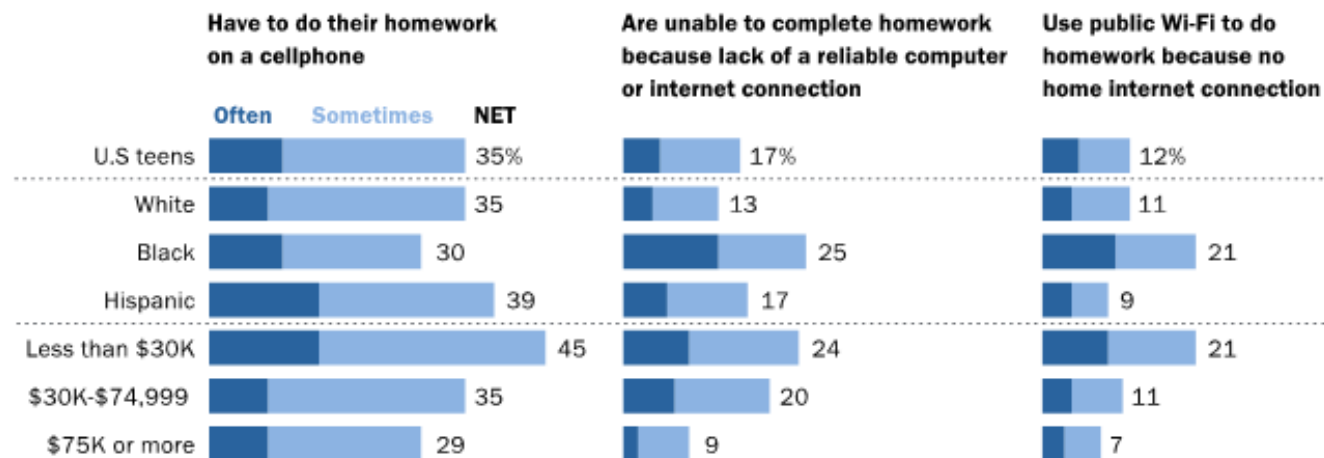 Have to do their homework
on a cellphone
Are unable to complete homework
because lack of a reliable computer
or internet connection
Use public Wi-Fi to do
homework because no
home internet connection
Often Sometimes NET
U.S teens 35% 17% 12%
White 35 13 11
Black 30 25 21
Hispanic 39 17 9
Less than $30K 45 24 21
$30K-$74,999 35 20 11
$75K or more 29 9 7